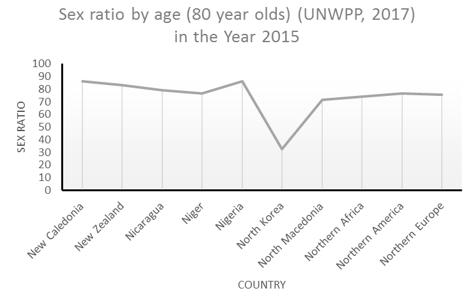 Sex ratio by age (80 year olds) (UNWPP, 2017)
in the Year 2015
100
90
80
70
60
50
40
30
20
10
0
SEX RATIO
New Caledonia
New Zealand
Nicaragua
Niger
Nigeria
North Korea
North Macedonia
Northern Africa
Northern America
Northern Europe
COUNTRY